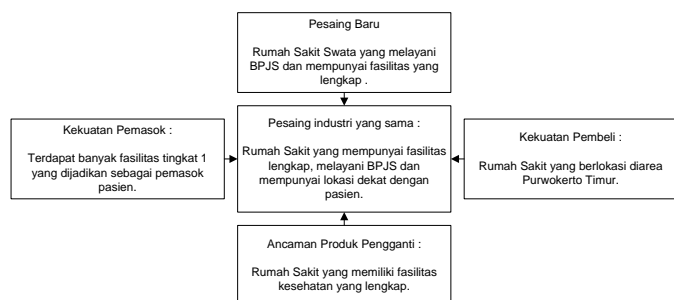 Pesaing Baru
Rumah Sakit Swata yang melayani
BPJS dan mempunyai fasilitas yang
lengkap .
Kekuatan Pemasok :
Terdapat banyak fasilitas tingkat 1
yang dijadikan sebagai pemasok
pasien.
Pesaing industri yang sama :
Rumah Sakit yang mempunyai fasilitas
lengkap, melayani BPJS dan
mempunyai lokasi dekat dengan
pasien.
Kekuatan Pembeli :
Rumah Sakit yang berlokasi diarea
Purwokerto Timur.
Ancaman Produk Pengganti :
Rumah Sakit yang memiliki fasilitas
kesehatan yang lengkap.